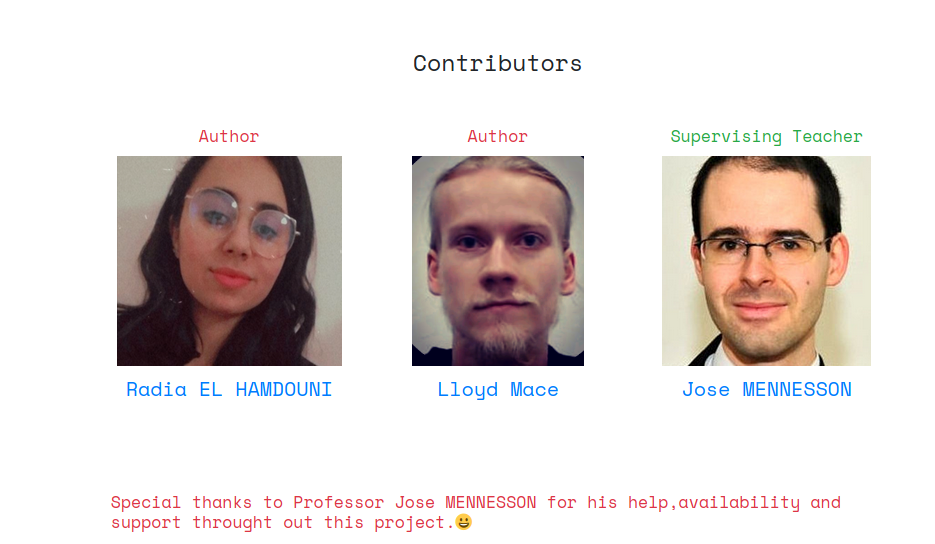 Contributors
Author Author Supervising Teacher
Radia EL HAMDOUNI Lloyd Mace Jose MENNESSON
Special thanks to Professor Jose MENNESSON for his help,availability and
support throught out this project.😀